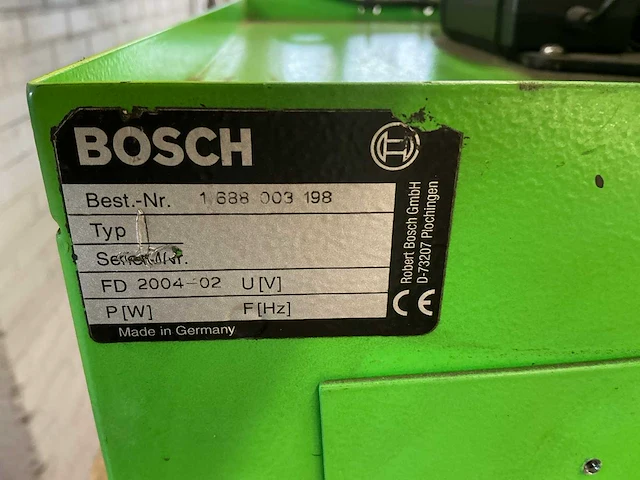 BOSCH
Best.-Nr. 1 688 003 198
Typ
Serien-Nr.
FD 2004-02 U [V]
P [W] F [Hz]
Made in Germany
Robert Bosch GmbH
D-73207 Plochingen
CE